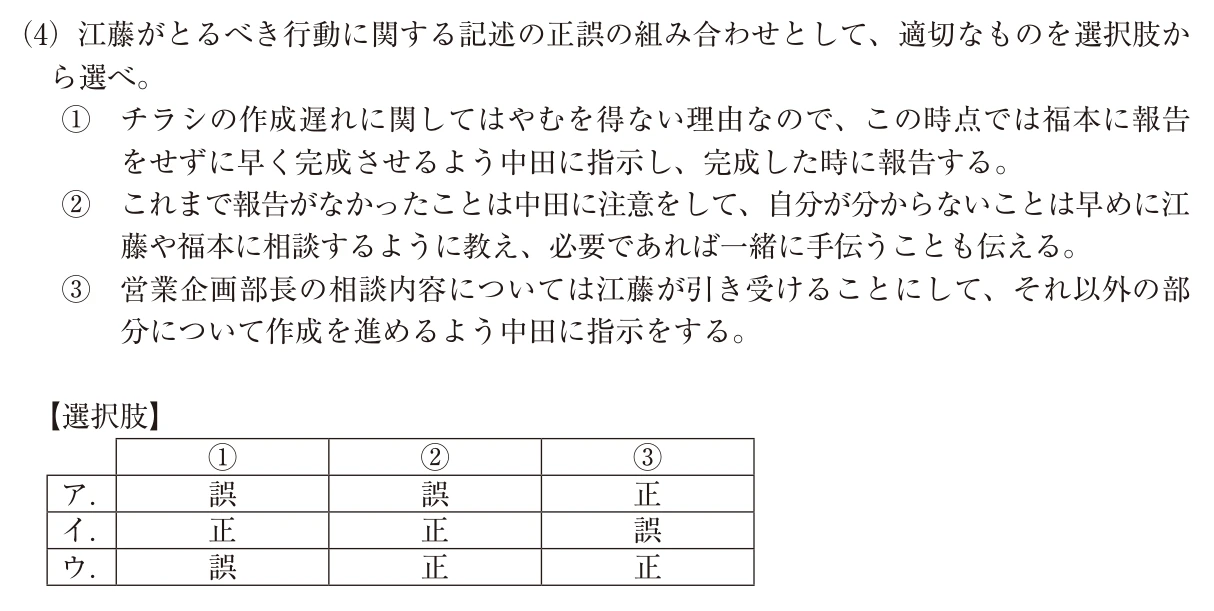 (4) 江藤がとるべき行動に関する記述の正誤の組み合わせとして、適切なものを選択肢か
ら選べ。
① チラシの作成遅れに関してはやむを得ない理由なので、この時点では福本に報告
をせずに早く完成させるよう中田に指示し、完成した時に報告する。
② これまで報告がなかったことは中田に注意をして、自分が分からないことは早めに江
藤や福本に相談するように教え、必要であれば一緒に手伝うことも伝える。
③ 営業企画部長の相談内容については江藤が引き受けることにして、それ以外の部
分について作成を進めるよう中田に指示をする。
【選択肢】
① ② ③
ア. 誤 誤 正
イ. 正 正 誤
ウ. 誤 正 正